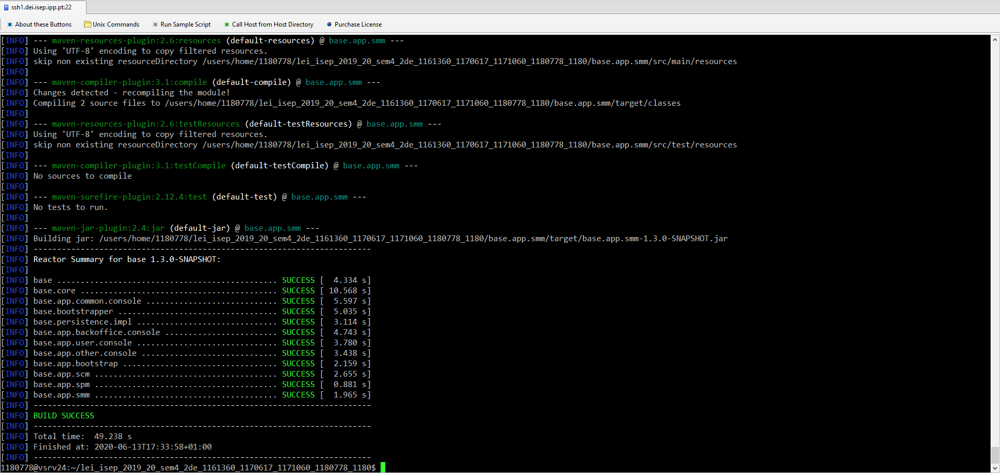 ssh1.dei.isep.ipp.pt:22
About these Buttons Unix Commands Run Sample Script Call Host from Host Directory Purchase License
[INFO] --- maven-resources-plugin:2.6:resources (default-resources) @ base.app.smm ---
[INFO] Using 'UTF-8' encoding to copy filtered resources.
[INFO] skip non existing resourceDirectory /users/home/1180778/lei_isep_2019_20_sem4_2de_1161360_1170617_1171060_1180778_1180/base.app.smm/src/main/resources
[INFO]
[INFO] --- maven-compiler-plugin:3.1:compile (default-compile) @ base.app.smm ---
[INFO] Changes detected - recompiling the module!
[INFO] Compiling 2 source files to /users/home/1180778/lei_isep_2019_20_sem4_2de_1161360_1170617_1171060_1180778_1180/base.app.smm/target/classes
[INFO]
[INFO] --- maven-resources-plugin:2.6:testResources (default-testResources) @ base.app.smm ---
[INFO] Using 'UTF-8' encoding to copy filtered resources.
[INFO] skip non existing resourceDirectory /users/home/1180778/lei_isep_2019_20_sem4_2de_1161360_1170617_1171060_1180778_1180/base.app.smm/src/test/resources
[INFO]
[INFO] --- maven-compiler-plugin:3.1:testCompile (default-testCompile) @ base.app.smm ---
[INFO] No sources to compile
[INFO]
[INFO] --- maven-surefire-plugin:2.12.4:test (default-test) @ base.app.smm ---
[INFO] No tests to run.
[INFO]
[INFO] --- maven-jar-plugin:2.4:jar (default-jar) @ base.app.smm ---
[INFO] Building jar: /users/home/1180778/lei_isep_2019_20_sem4_2de_1161360_1170617_1171060_1180778_1180/base.app.smm/target/base.app.smm-1.3.0-SNAPSHOT.jar
[INFO] ------------------------------------------------------------------------
[INFO] Reactor Summary for base 1.3.0-SNAPSHOT:
[INFO]
[INFO] base ............................................... SUCCESS [  4.334 s]
[INFO] base.core .......................................... SUCCESS [ 10.568 s]
[INFO] base.app.common.console ............................ SUCCESS [  5.597 s]
[INFO] base.bootstrapper .................................. SUCCESS [  5.035 s]
[INFO] base.persistence.impl .............................. SUCCESS [  3.114 s]
[INFO] base.app.backoffice.console ........................ SUCCESS [  4.743 s]
[INFO] base.app.user.console .............................. SUCCESS [  3.780 s]
[INFO] base.app.other.console ............................. SUCCESS [  3.438 s]
[INFO] base.app.bootstrap ................................. SUCCESS [  2.159 s]
[INFO] base.app.scm ....................................... SUCCESS [  2.655 s]
[INFO] base.app.spm ....................................... SUCCESS [  0.881 s]
[INFO] base.app.smm ....................................... SUCCESS [  1.965 s]
[INFO] ------------------------------------------------------------------------
[INFO] BUILD SUCCESS
[INFO] ------------------------------------------------------------------------
[INFO] Total time:  49.238 s
[INFO] Finished at: 2020-06-13T17:33:58+01:00
[INFO] ------------------------------------------------------------------------
1180778@vsrv24:~/lei_isep_2019_20_sem4_2de_1161360_1170617_1171060_1180778_1180$